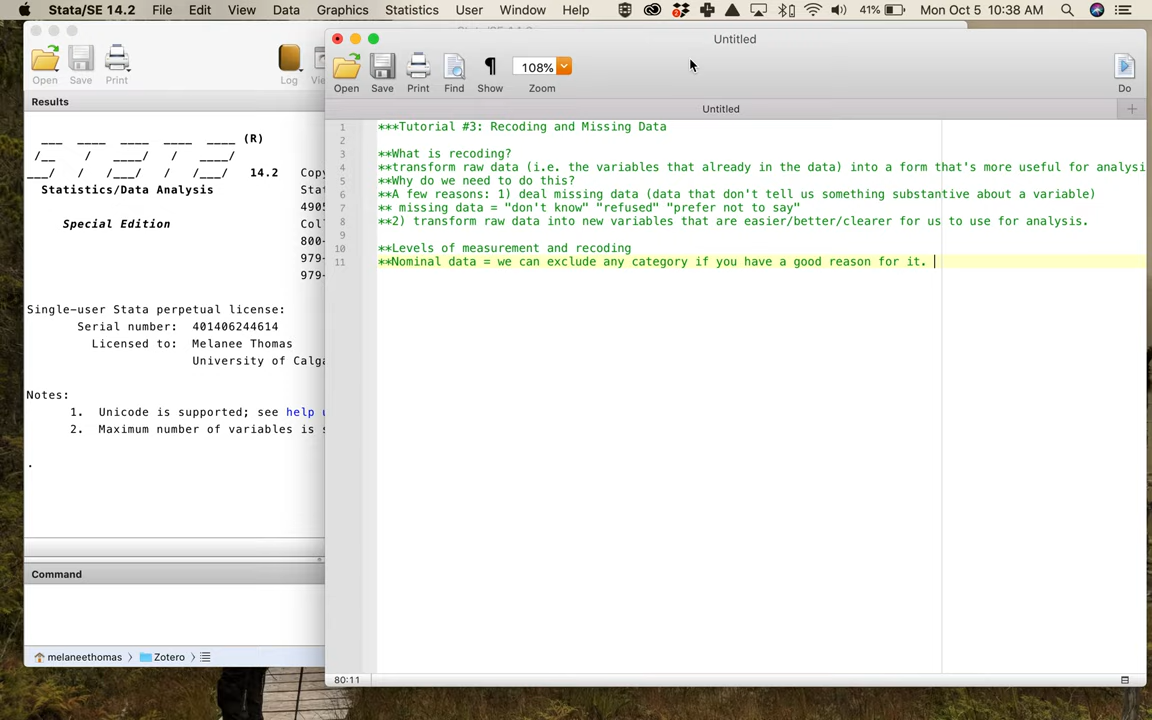 Stata/SE 14.2 File Edit View Data Graphics Statistics User Window Help 41% Mon Oct 5 10:38 AM
Untitled
Open Save Print Log
Open Save Print Find Show 108% Zoom Do
Results
Untitled
(R)
14.2 Copy
Statistics/Data Analysis
Special Edition
Stat
4905
Coll
800-
979-
979-
Single-user Stata perpetual license:
Serial number: 401406244614
Licensed to: Melanee Thomas
University of Calga
Notes:
1. Unicode is supported; see help u
2. Maximum number of variables is s
.
Command
melaneethomas 〉 Zotero 〉
1 ***Tutorial #3: Recoding and Missing Data
2
3 **What is recoding?
4 **transform raw data (i.e. the variables that already in the data) into a form that's more useful for analysi
5 **Why do we need to do this?
6 **A few reasons: 1) deal missing data (data that don't tell us something substantive about a variable)
7 ** missing data = "don't know" "refused" "prefer not to say"
8 **2) transform raw data into new variables that are easier/better/clearer for us to use for analysis.
9
10 **Levels of measurement and recoding
11 **Nominal data = we can exclude any category if you have a good reason for it.
80:11